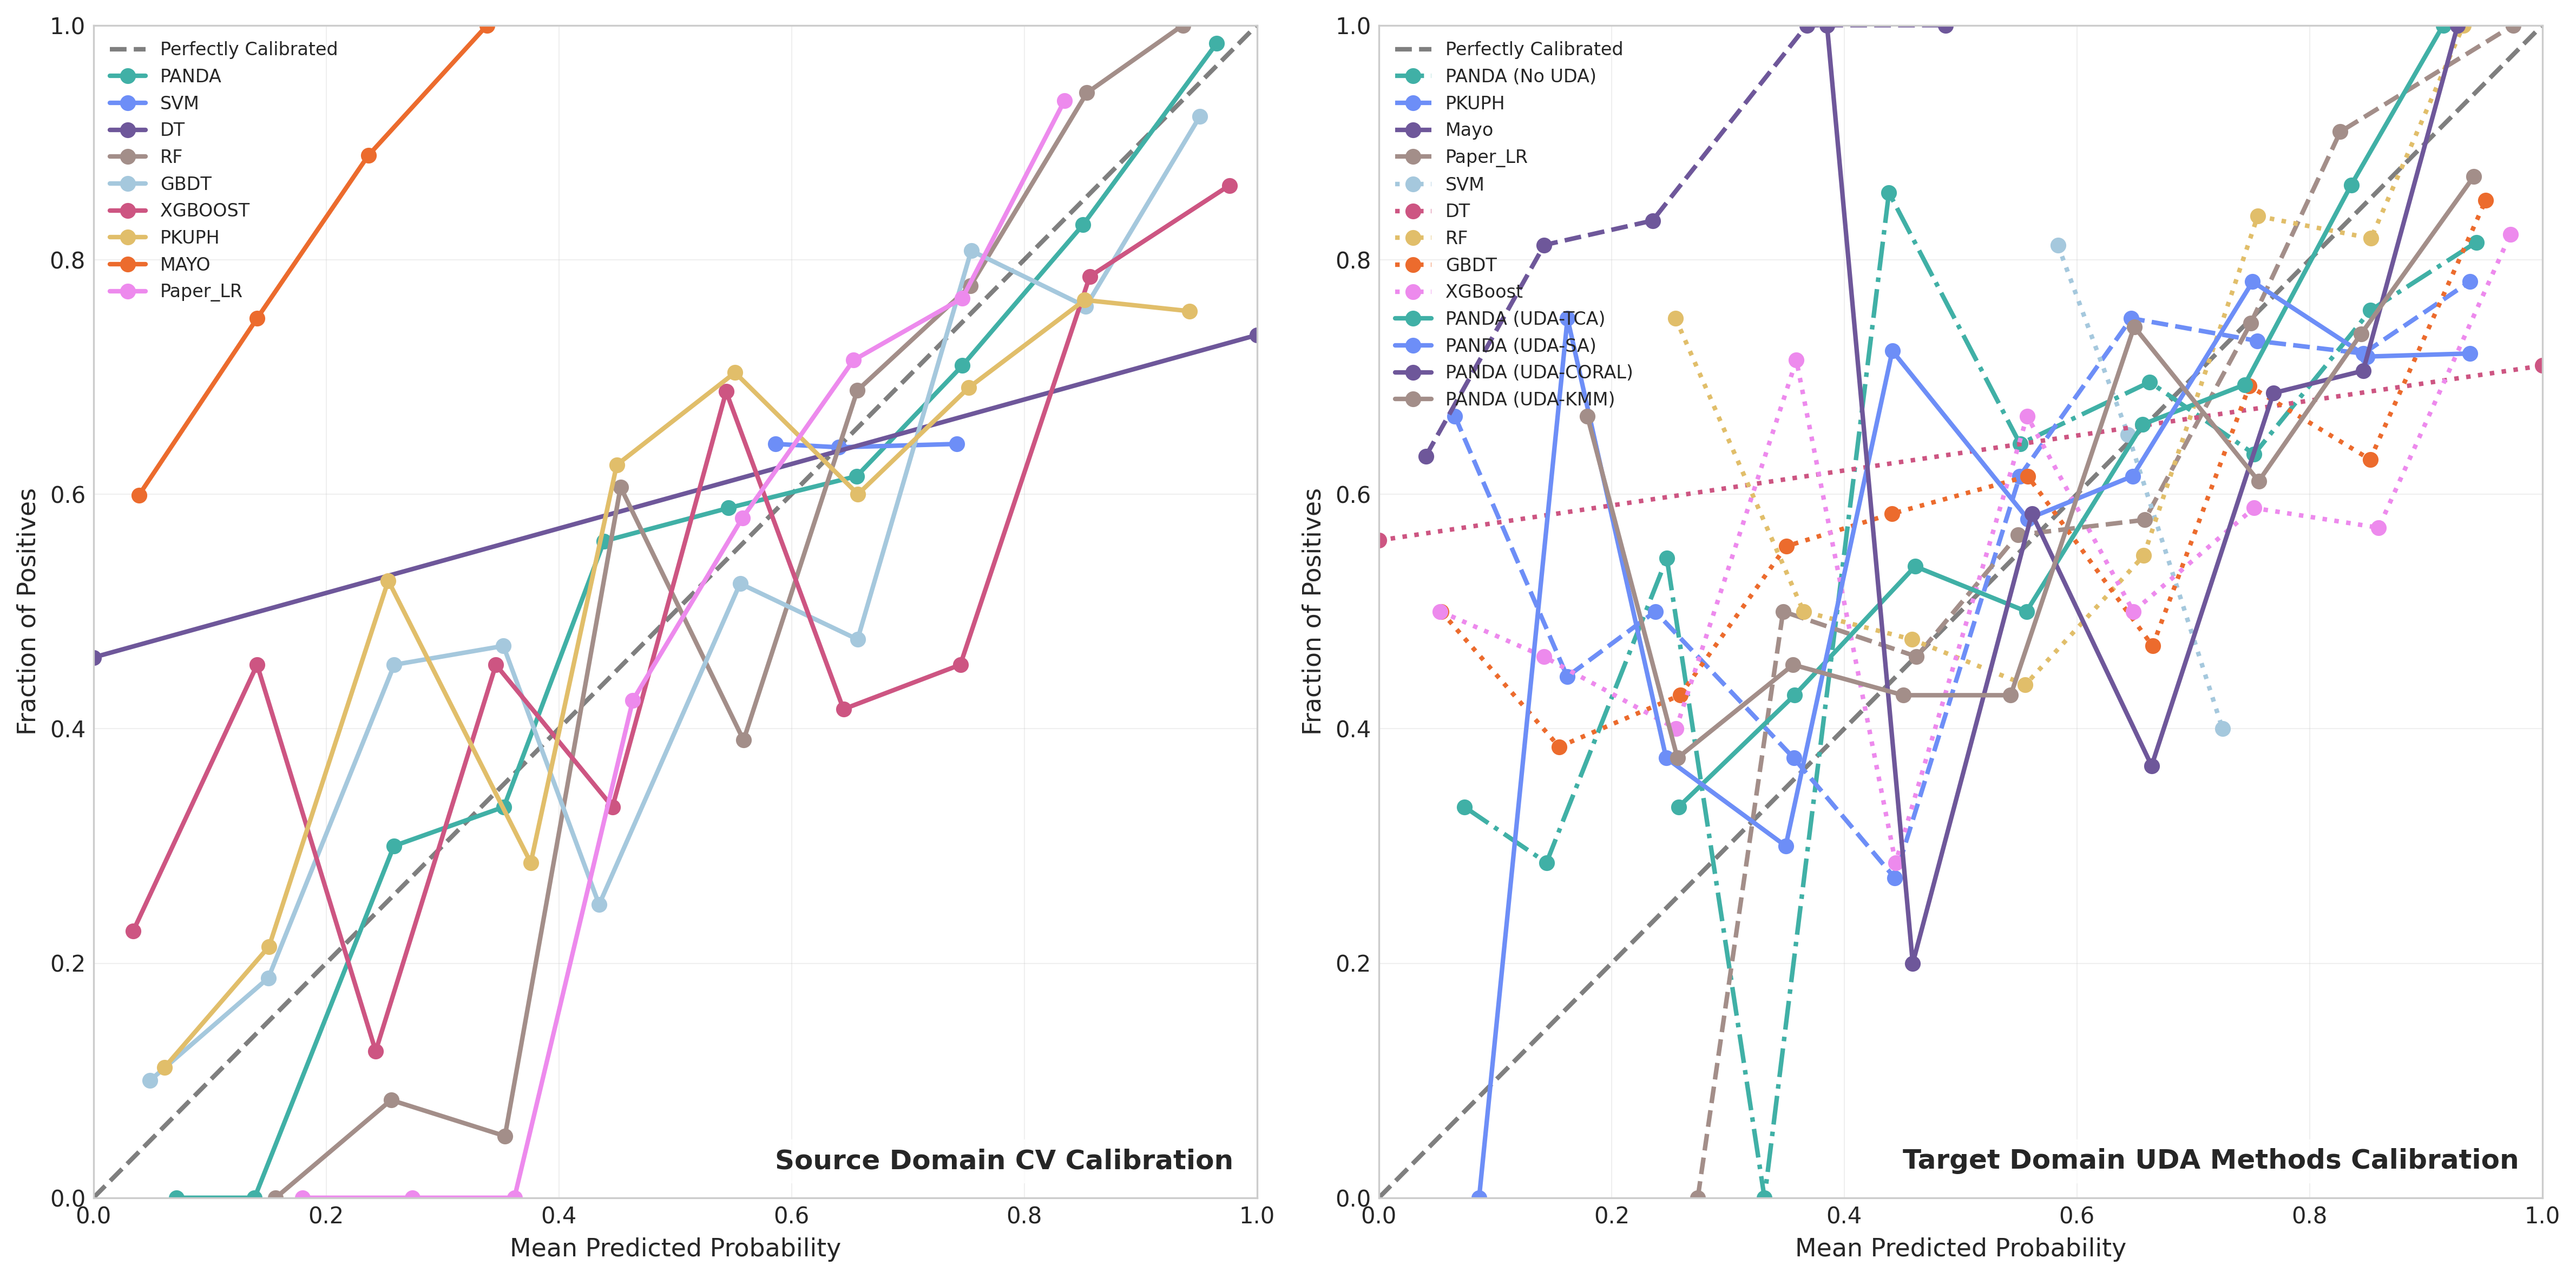 1.0
0.8
0.6
0.4
0.2
0.0
0.0
0.2
0.4
0.6
0.8
1.0
Fraction of Positives
Mean Predicted Probability
Perfectly Calibrated
PANDA
SVM
DT
RF
GBDT
XGBOOST
PKUPH
MAYO
Paper_LR
Source Domain CV Calibration
1.0
0.8
0.6
0.4
0.2
0.0
0.0
0.2
0.4
0.6
0.8
1.0
Fraction of Positives
Mean Predicted Probability
Perfectly Calibrated
PANDA (No UDA)
PKUPH
Mayo
Paper_LR
SVM
DT
RF
GBDT
XGBoost
PANDA (UDA-TCA)
PANDA (UDA-SA)
PANDA (UDA-CORAL)
PANDA (UDA-KMM)
Target Domain UDA Methods Calibration